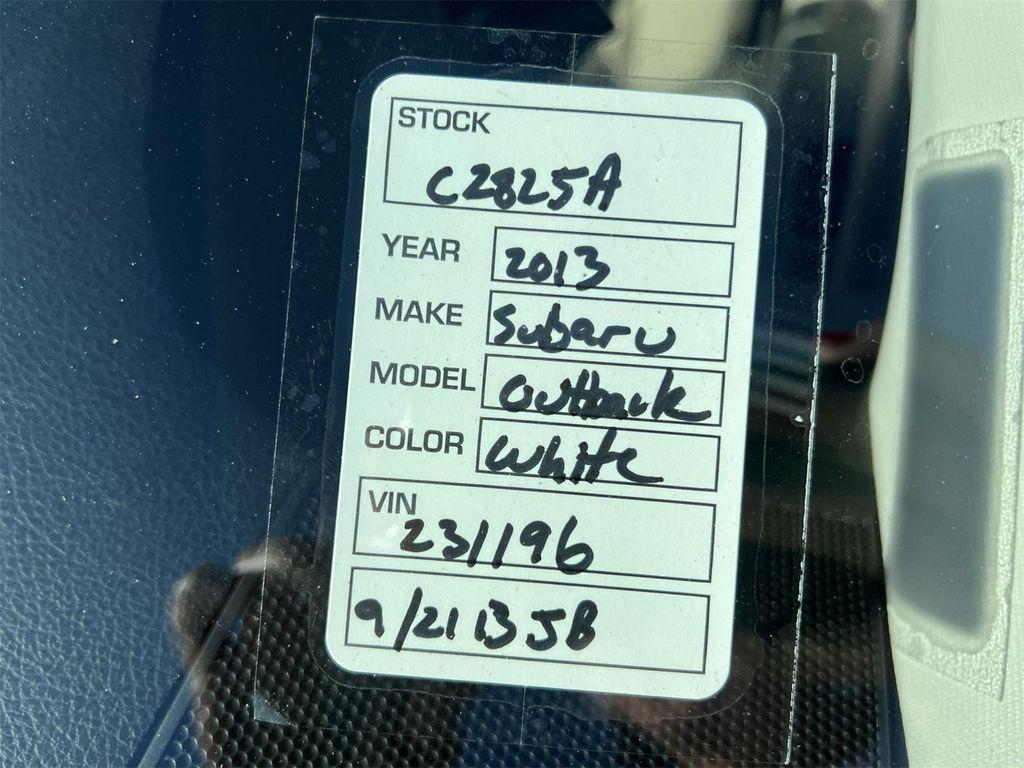 STOCK
C2825A
YEAR 2013
MAKE Subaru
MODEL Outback
COLOR White
VIN
231196
9/21 13 JB